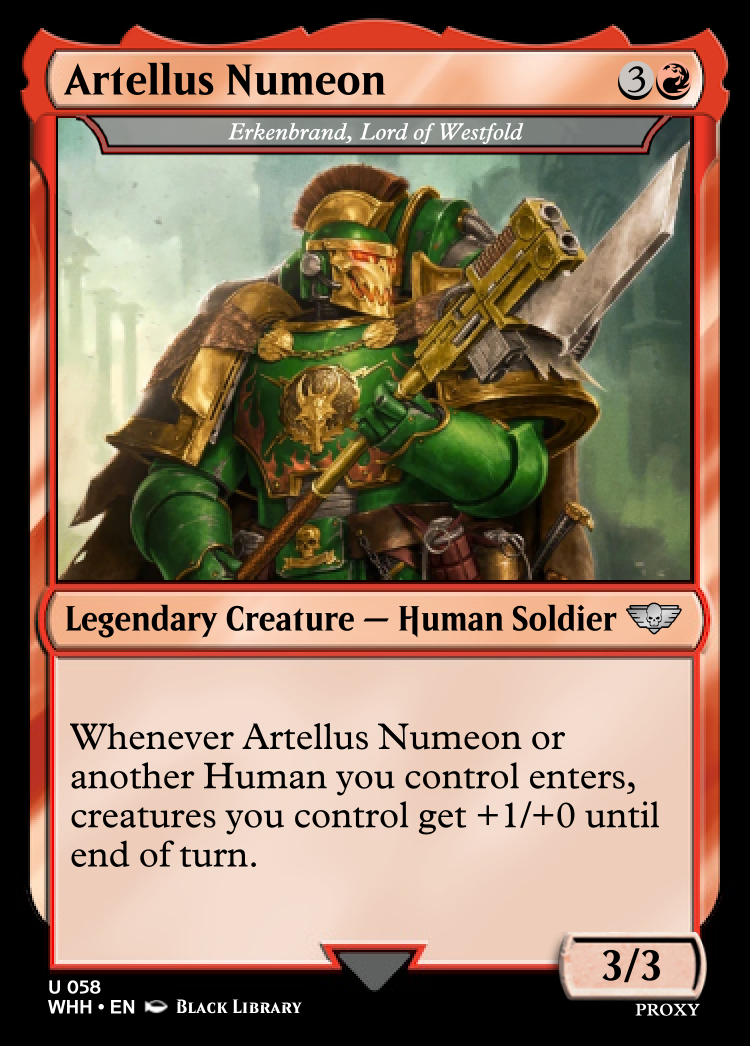 Artellus Numeon 3
Erkenbrand, Lord of Westfold
Legendary Creature — Human Soldier
Whenever Artellus Numeon or
another Human you control enters,
creatures you control get +1/+0 until
end of turn.
3/3
U 058
WHH • EN BLACK LIBRARY
PROXY